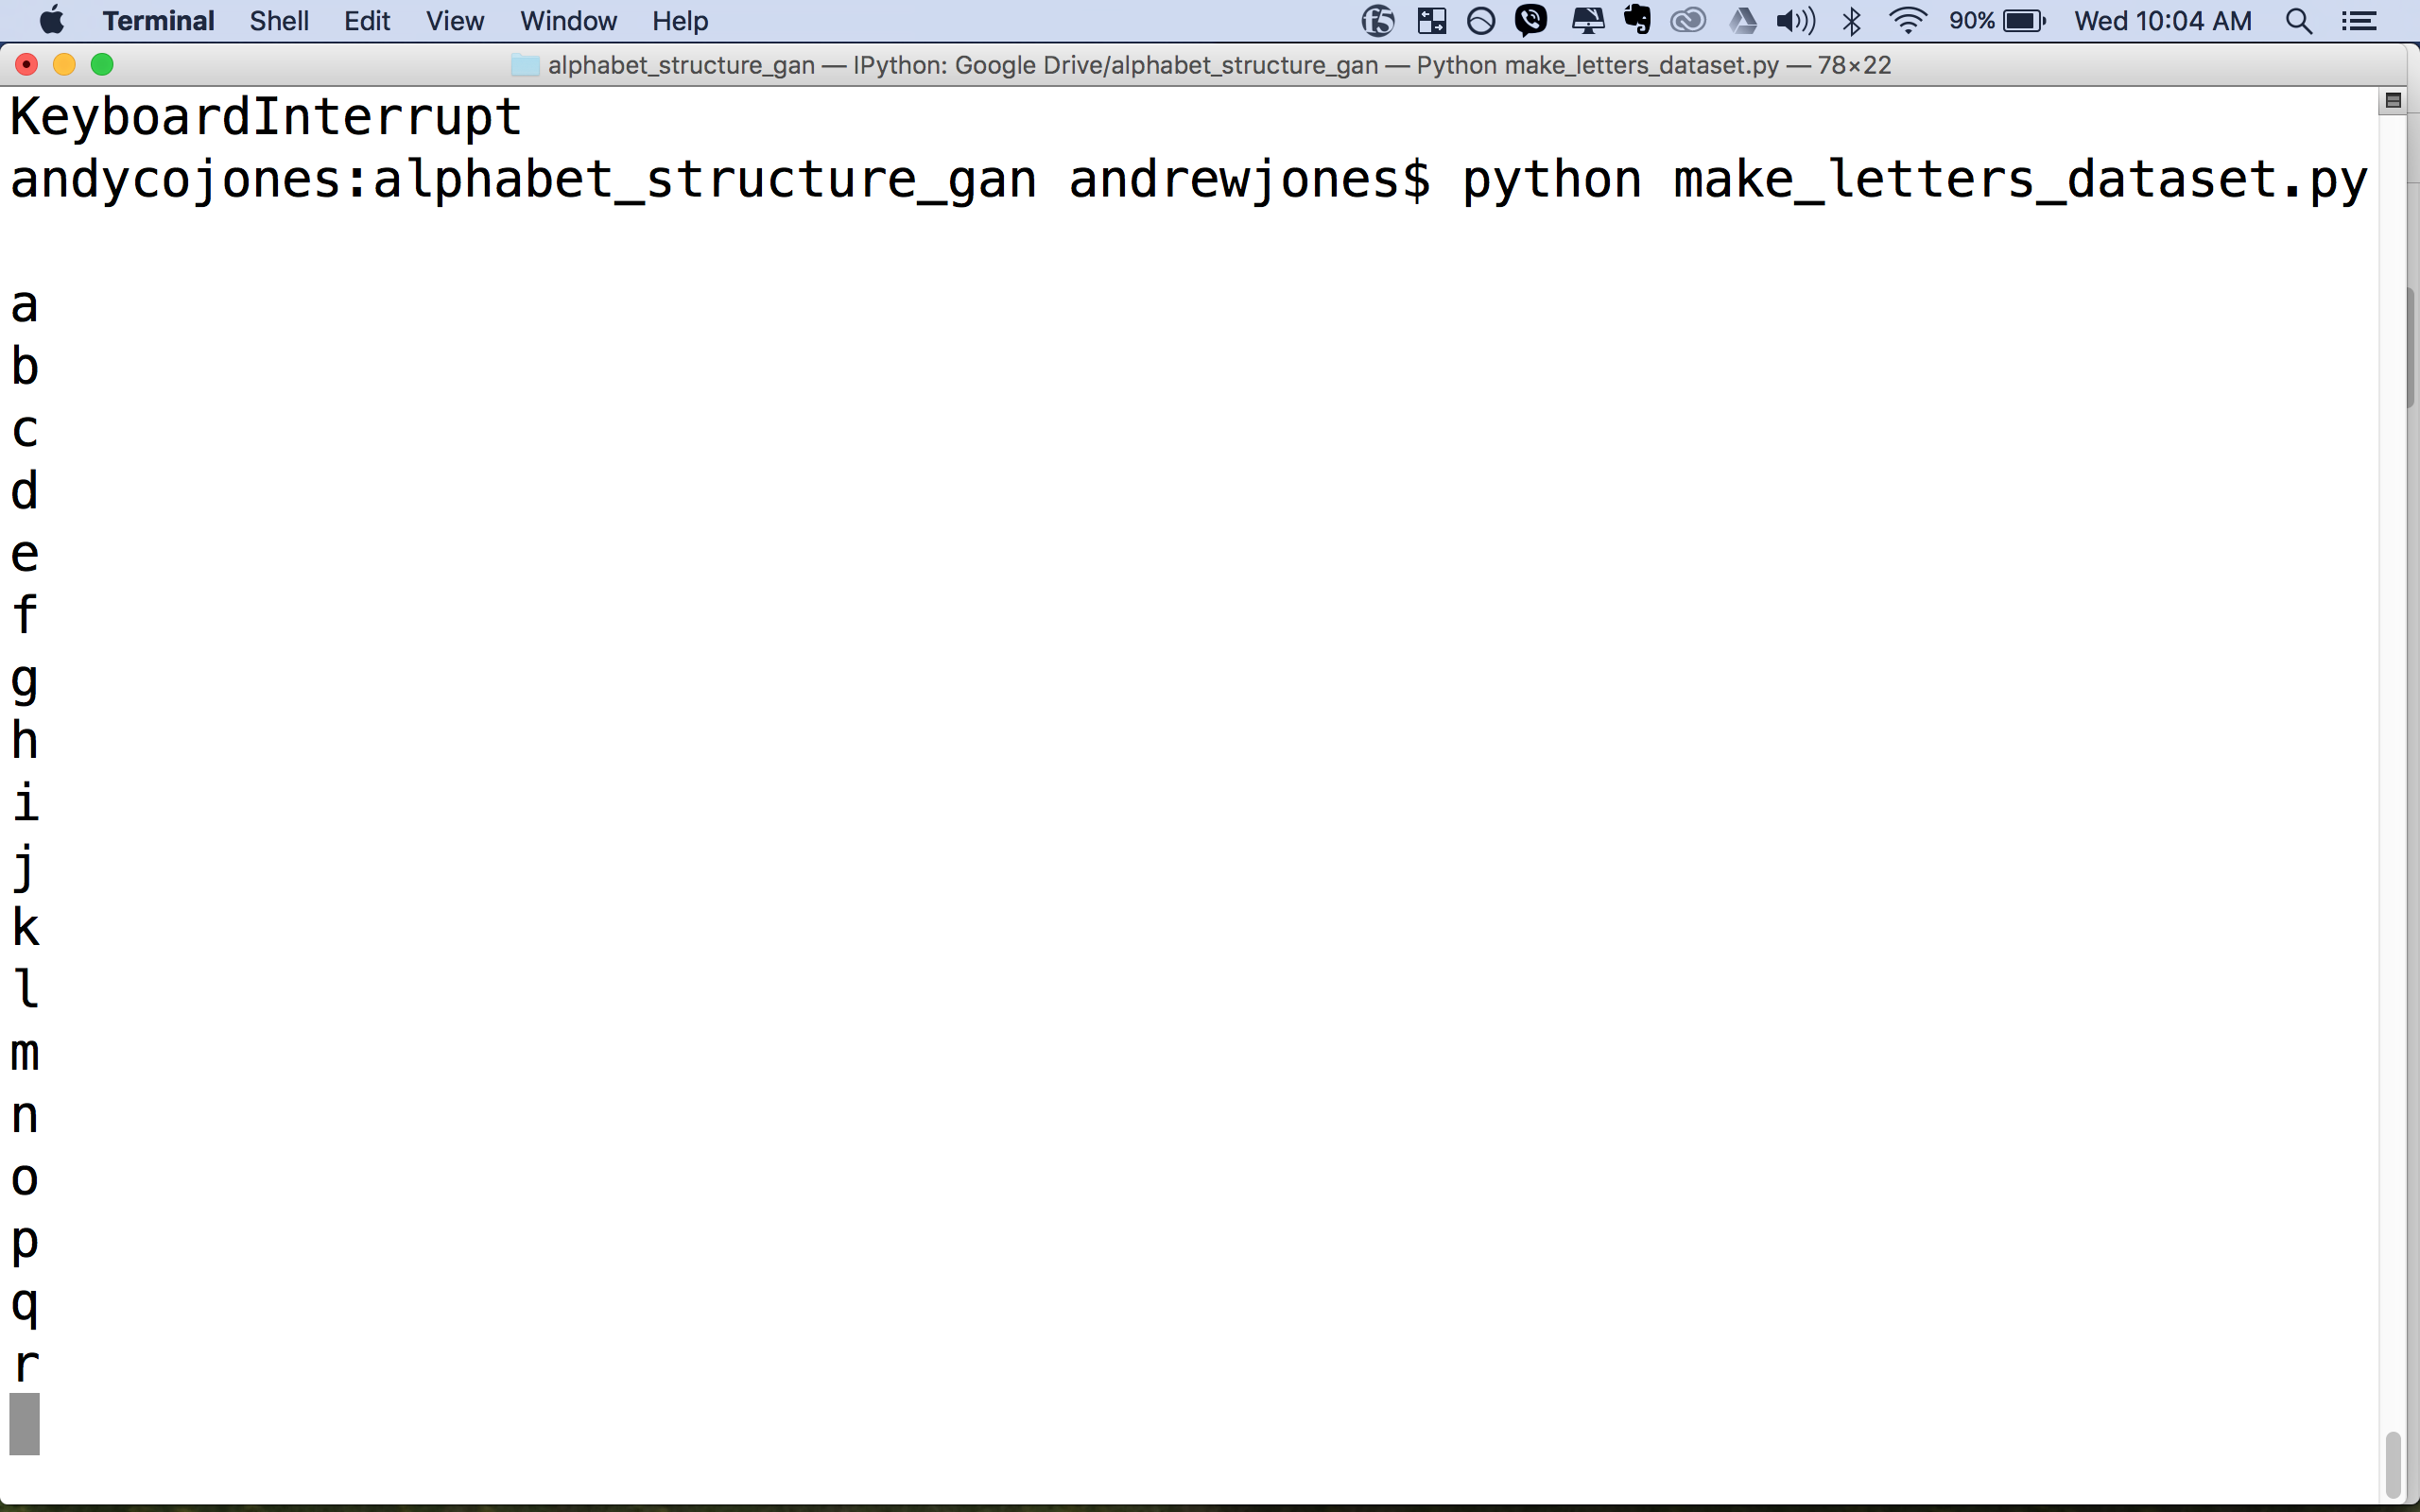 Terminal Shell Edit View Window Help f5 90% Wed 10:04 AM
alphabet_structure_gan — IPython: Google Drive/alphabet_structure_gan — Python make_letters_dataset.py — 78×22
KeyboardInterrupt
andycojones:alphabet_structure_gan andrewjones$ python make_letters_dataset.py
a
b
c
d
e
f
g
h
i
j
k
l
m
n
o
p
q
r